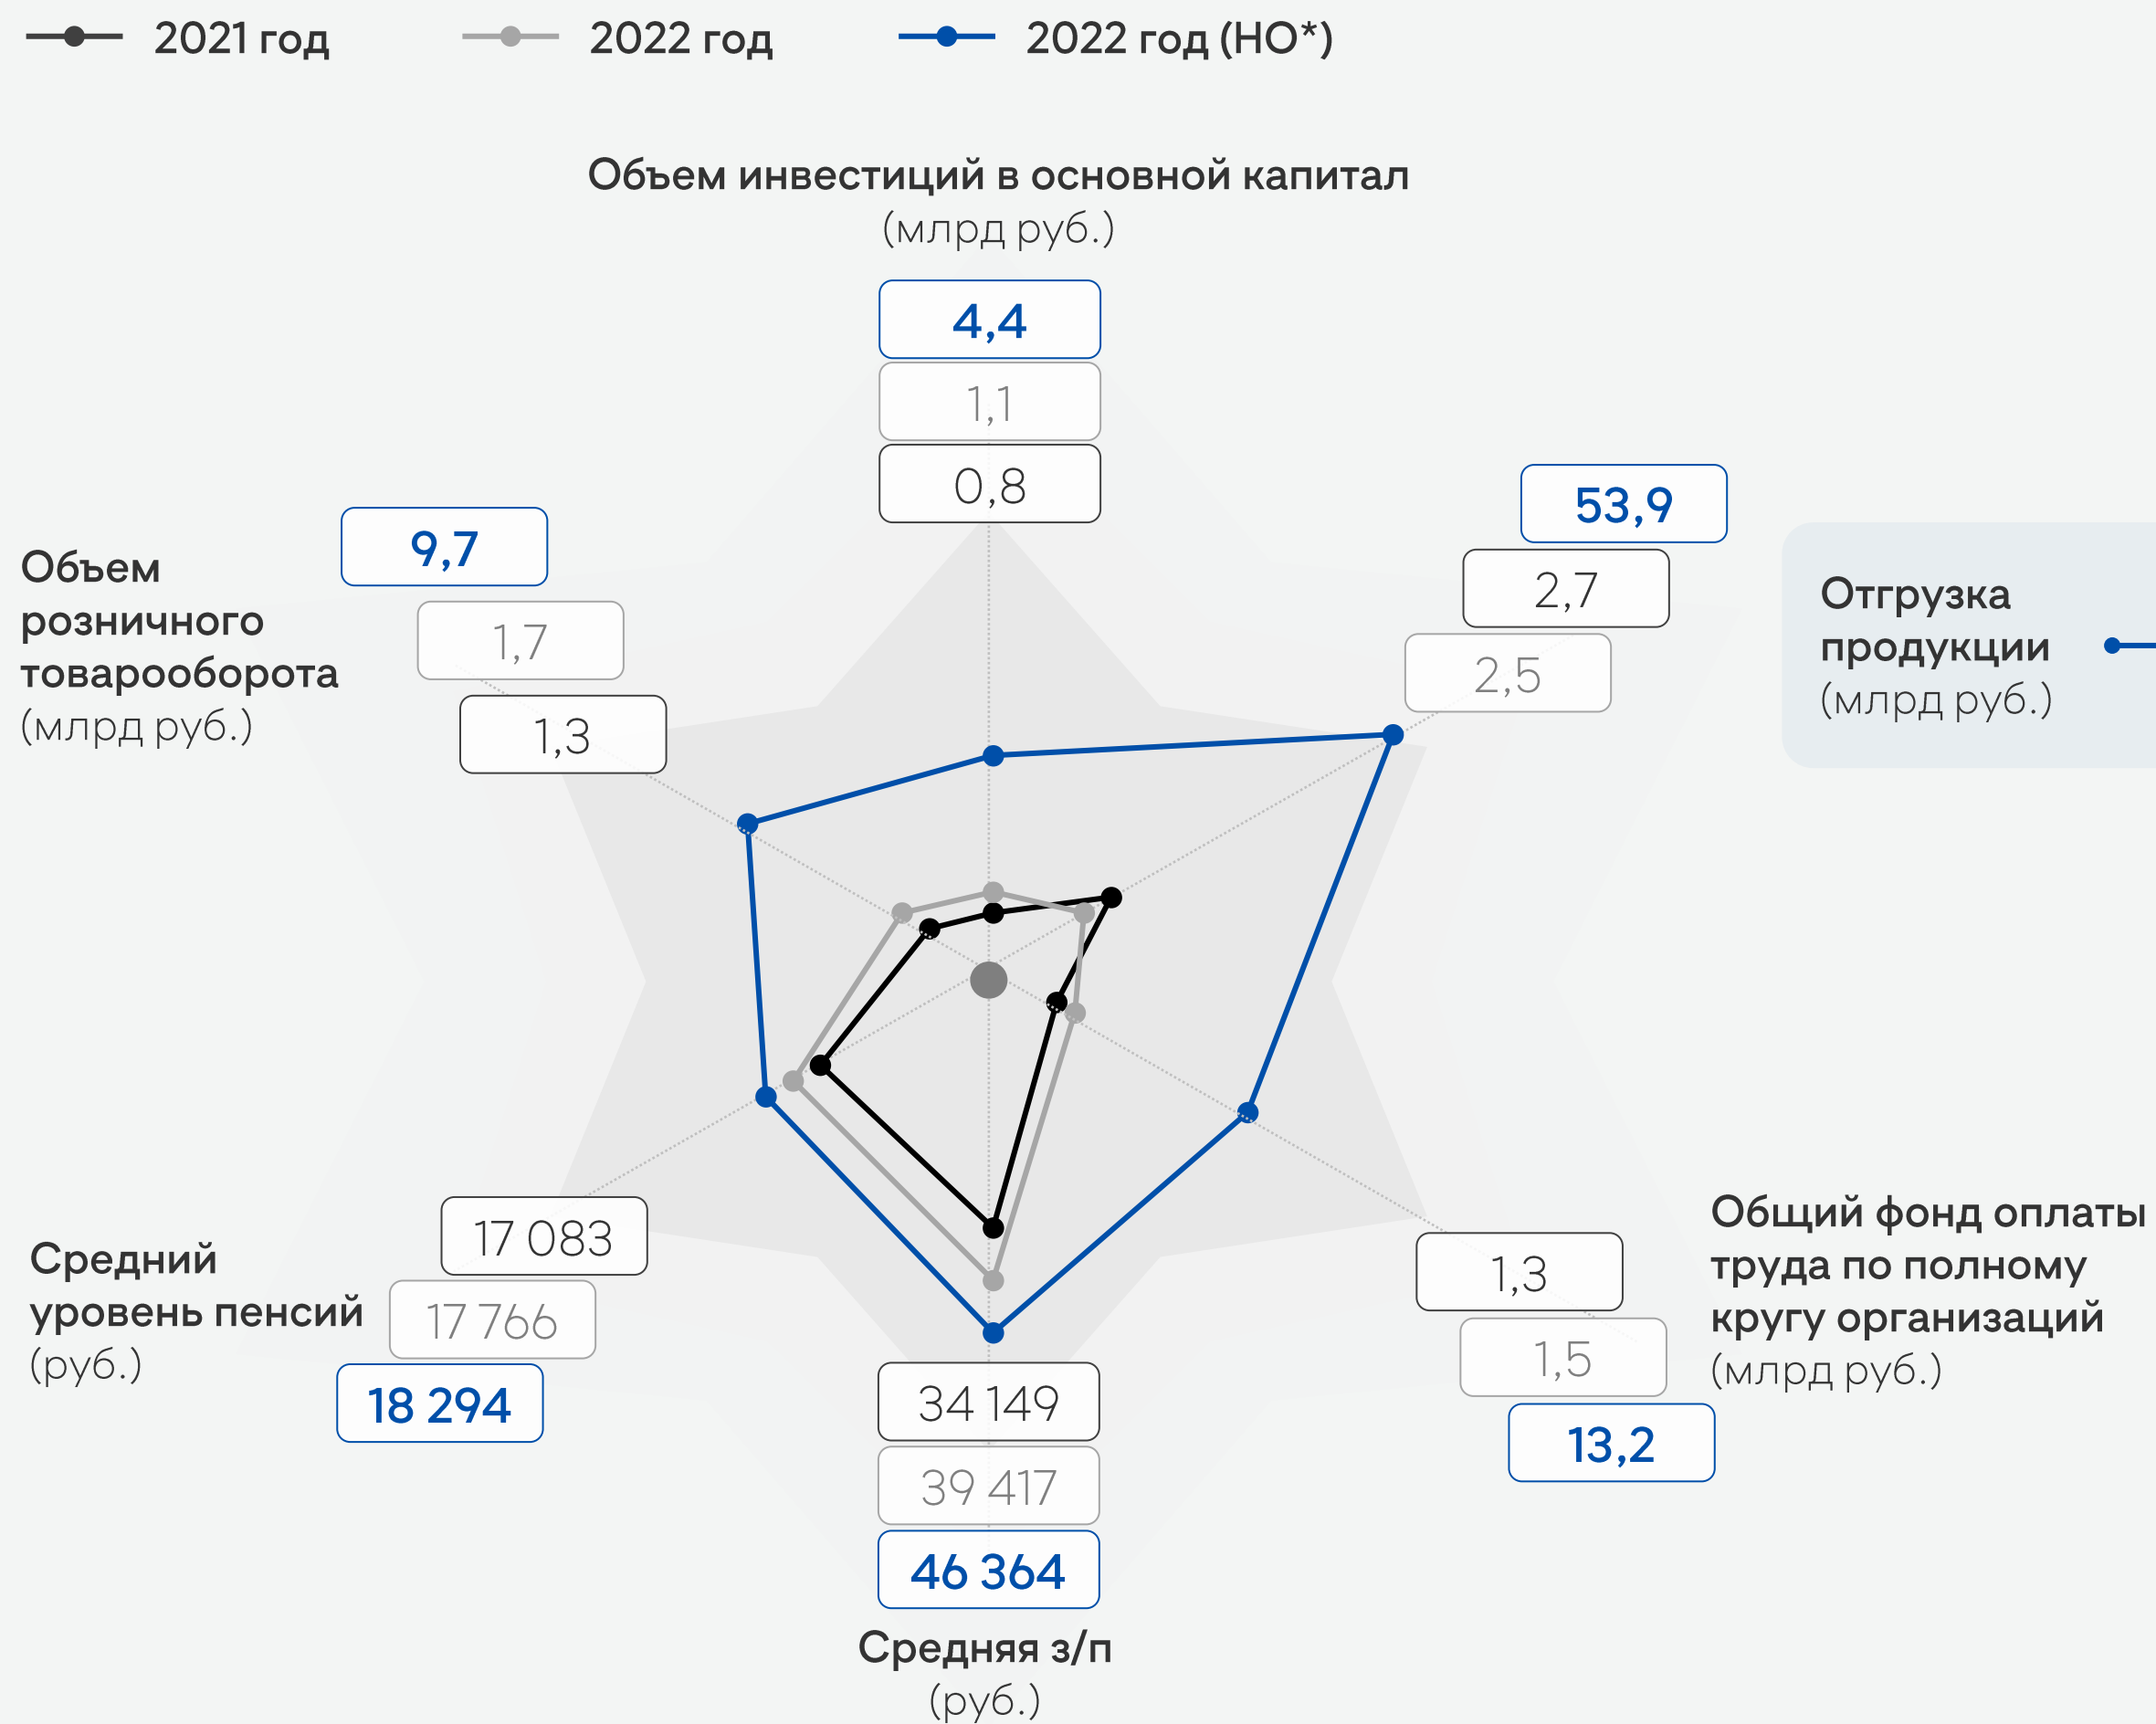 2021 год
2022 год
2022 год (НО*)
Объем инвестиций в основной капитал
(млрд руб.)
4,4
1,1
0,8
53,9
2,7
2,5
Отгрузка
продукции
(млрд руб.)
9,7
1,7
1,3
Объем
розничного
товарооборота
(млрд руб.)
Средний
уровень пенсий
(руб.)
17 083
17 766
18 294
34 149
39 417
46 364
Средняя з/п
(руб.)
1,3
1,5
13,2
Общий фонд оплаты
труда по полному
кругу организаций
(млрд руб.)